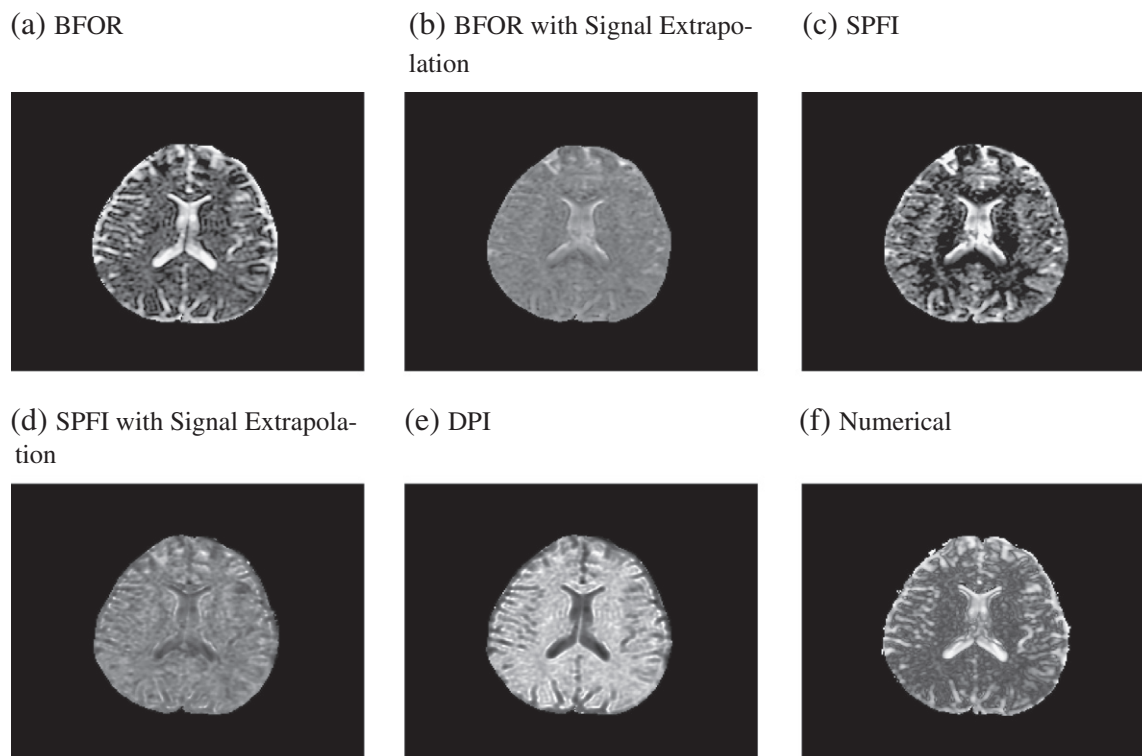 (a) BFOR
(b) BFOR with Signal Extrapo-
lation
(c) SPFI
(d) SPFI with Signal Extrapola-
tion
(e) DPI
(f) Numerical